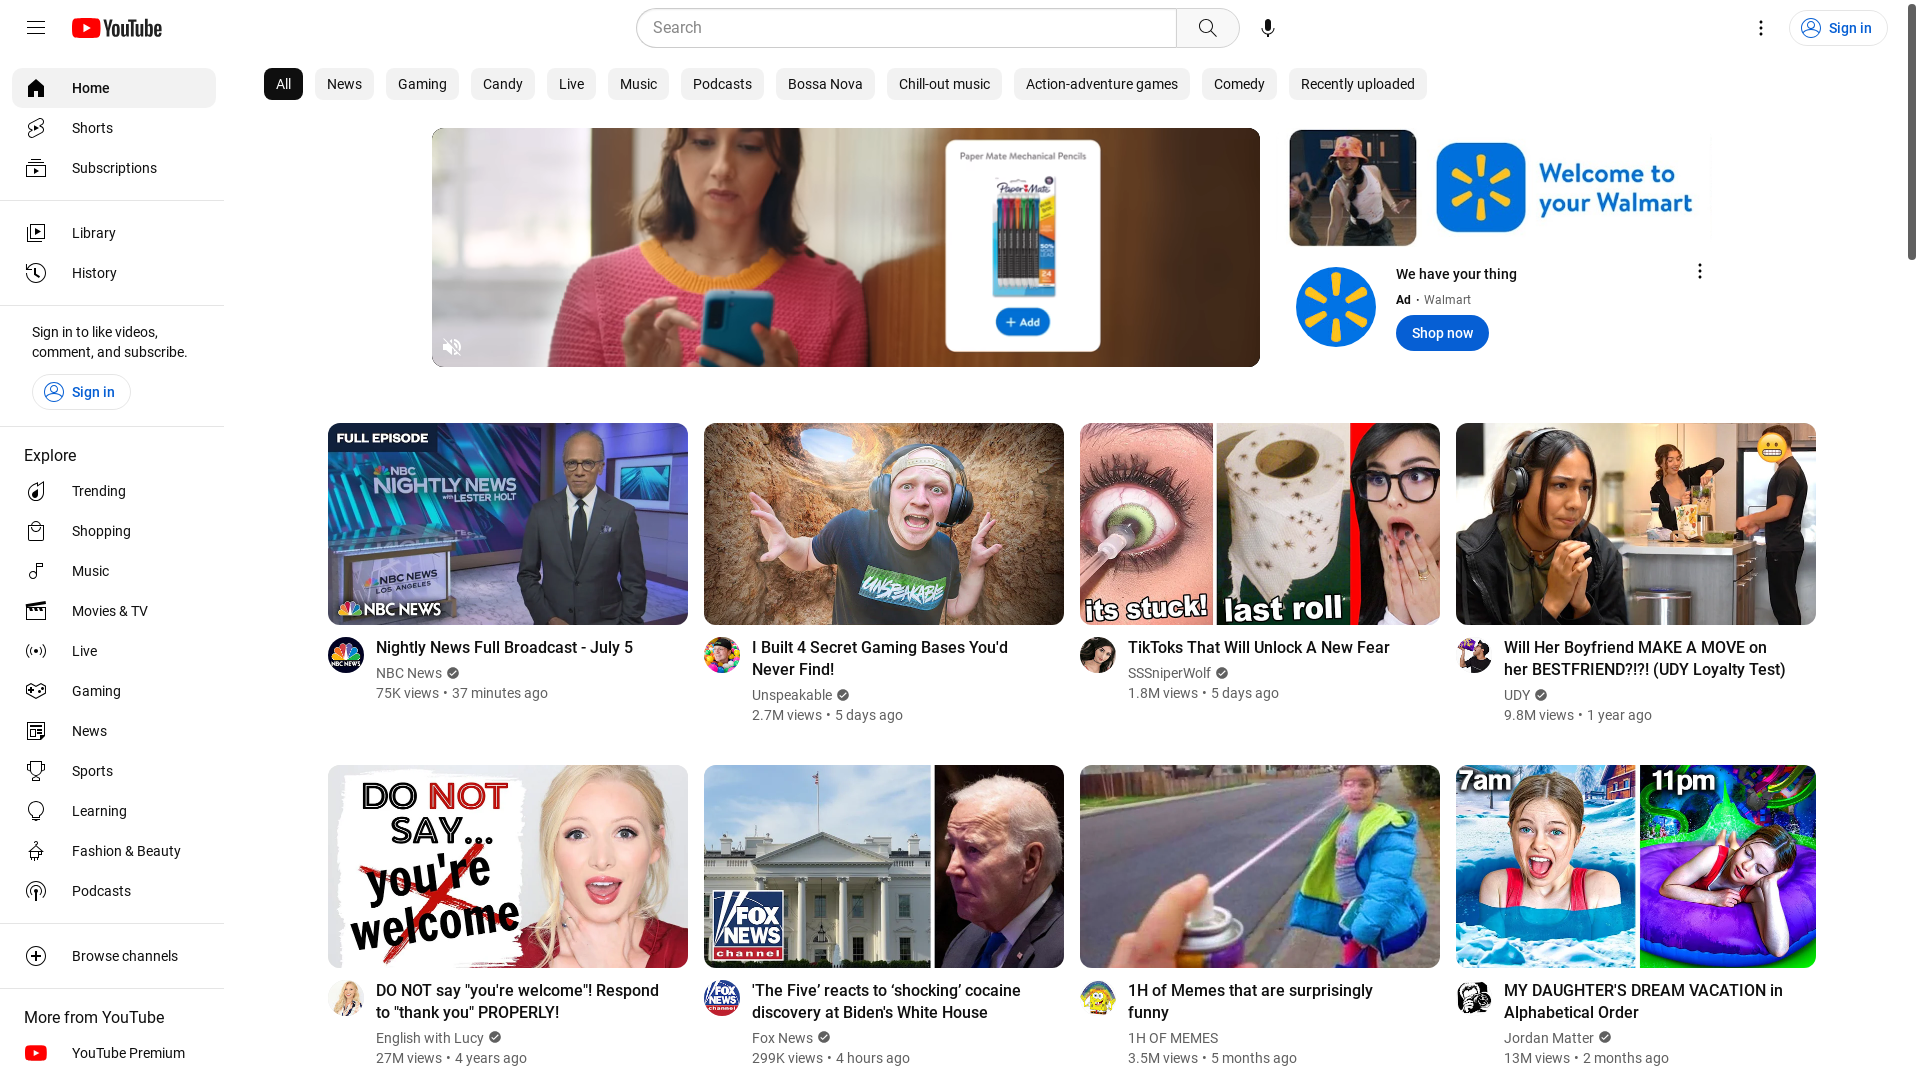 YouTube
Search
Sign in
Home
Shorts
Subscriptions
Library
History
Sign in to like videos,
comment, and subscribe.
Sign in
Explore
Trending
Shopping
Music
Movies & TV
Live
Gaming
News
Sports
Learning
Fashion & Beauty
Podcasts
Browse channels
More from YouTube
YouTube Premium
All
News
Gaming
Candy
Live
Music
Podcasts
Bossa Nova
Chill-out music
Action-adventure games
Comedy
Recently uploaded
Paper Mate Mechanical Pencils
PaperMate
24
+ Add
Welcome to
your Walmart
We have your thing
Ad • Walmart
Shop now
FULL EPISODE
NBC
NIGHTLY NEWS
WITH LESTER HOLT
NBC NEWS
LOS ANGELES
NBC NEWS
NBC NEWS
Nightly News Full Broadcast - July 5
NBC News
75K views • 37 minutes ago
UNSPEAKABLE
I Built 4 Secret Gaming Bases You'd
Never Find!
Unspeakable
2.7M views • 5 days ago
its stuck!
last roll
TikToks That Will Unlock A New Fear
SSSniperWolf
1.8M views • 5 days ago
Will Her Boyfriend MAKE A MOVE on
her BESTFRIEND?!?! (UDY Loyalty Test)
UDY
9.8M views • 1 year ago
DO NOT
SAY...
you're
welcome
DO NOT say "you're welcome"! Respond
to "thank you" PROPERLY!
English with Lucy
27M views • 4 years ago
FOX
NEWS
channel
FOX
NEWS
channel
'The Five’ reacts to ‘shocking’ cocaine
discovery at Biden's White House
Fox News
299K views • 4 hours ago
1H of Memes that are surprisingly
funny
1H OF MEMES
3.5M views • 5 months ago
7am
11pm
MY DAUGHTER'S DREAM VACATION in
Alphabetical Order
Jordan Matter
13M views • 2 months ago